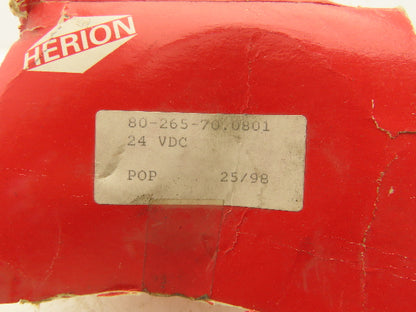 HERION
80-265-70.0801
24 VDC
POP 25/98